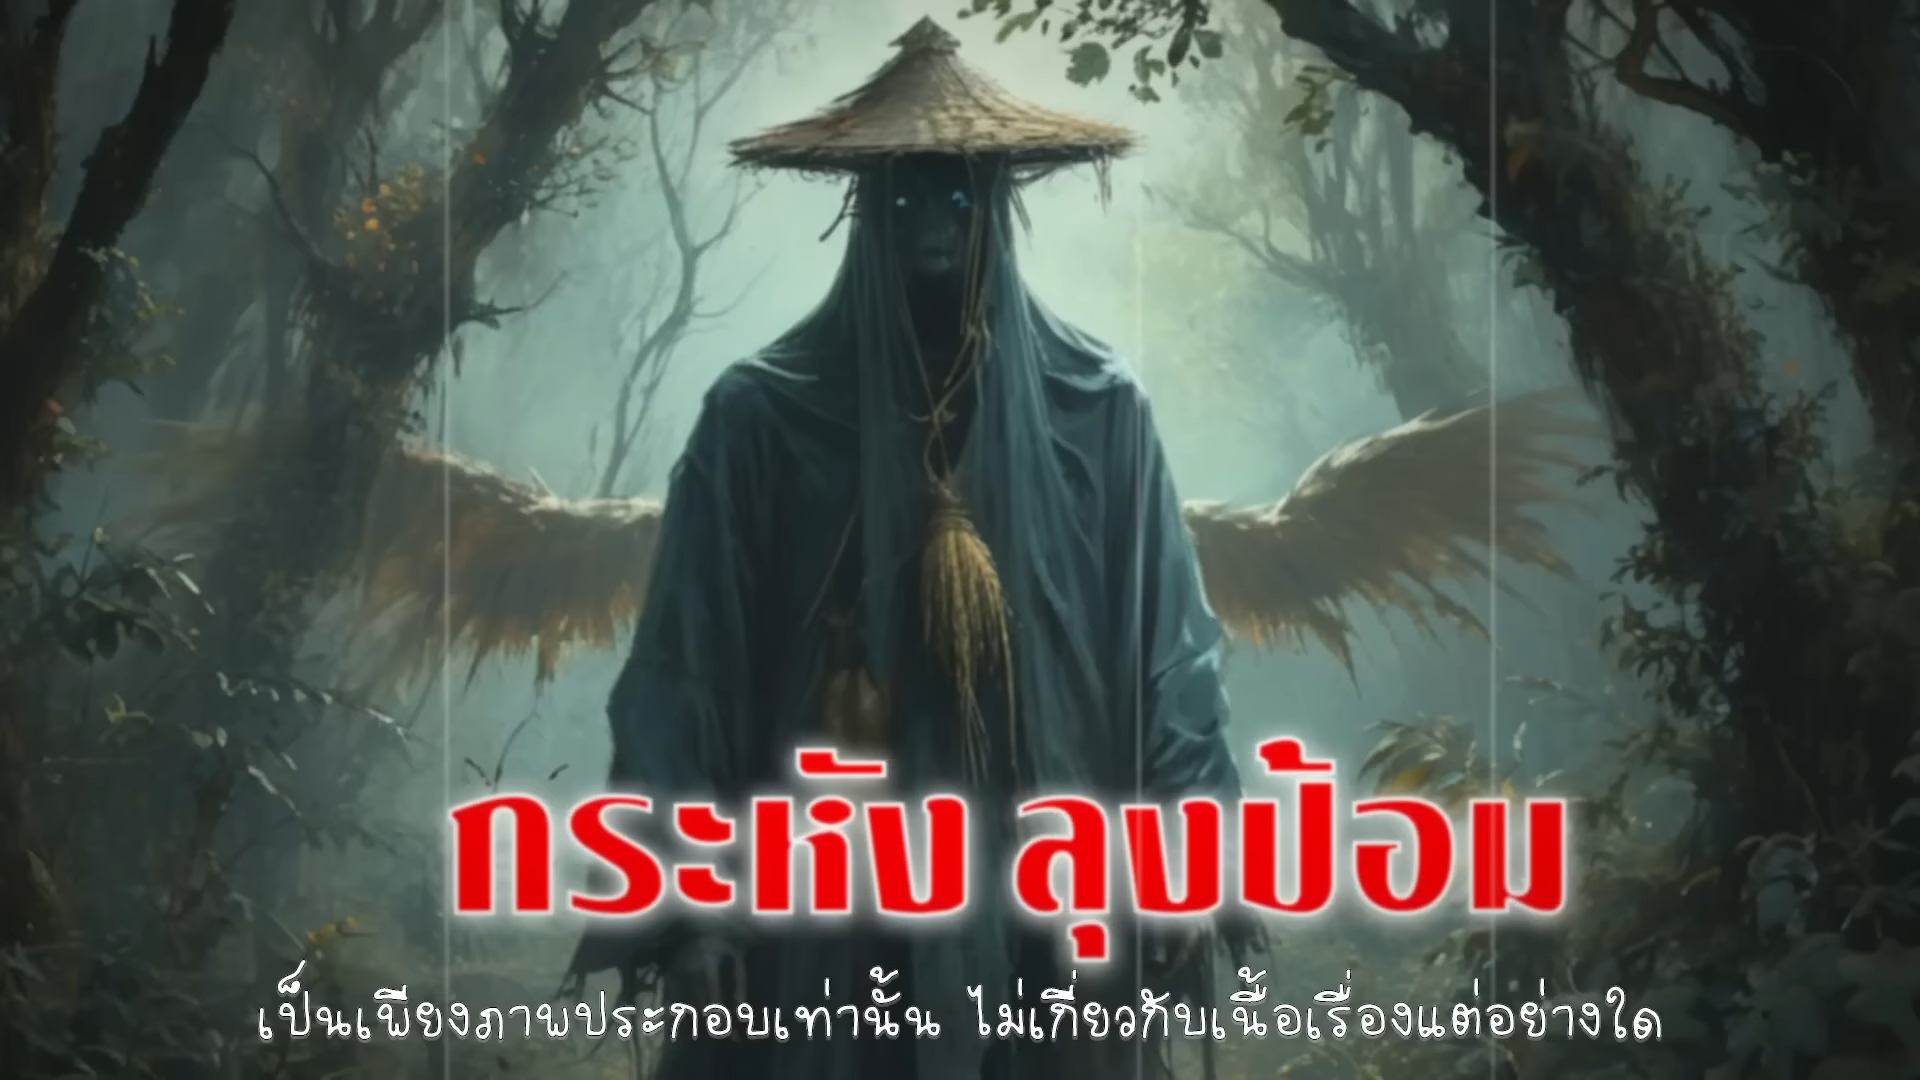 กระหัง ลุงป้อม
เป็นเพียงภาพประกอบเท่านั้น ไม่เกี่ยวกับเนื้อเรื่องแต่อย่างใด